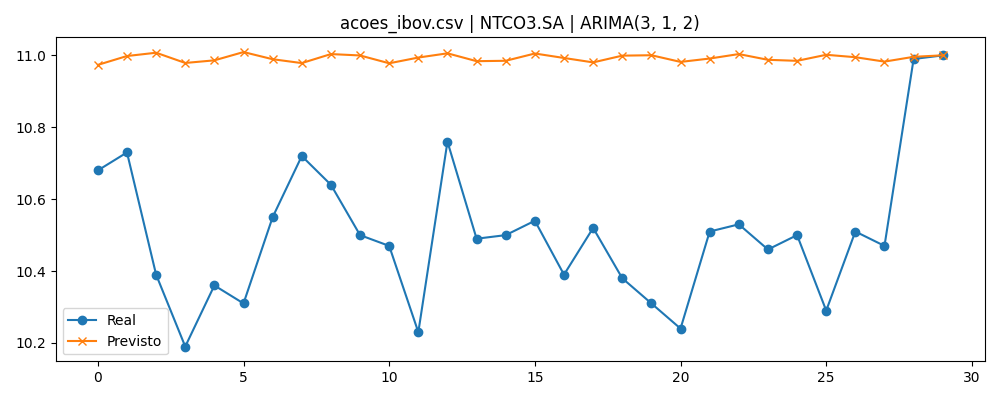 acoes_ibov.csv | NTCO3.SA | ARIMA(3, 1, 2)
11.0
10.8
10.6
10.4
10.2
Real
Previsto
0 5 10 15 20 25 30